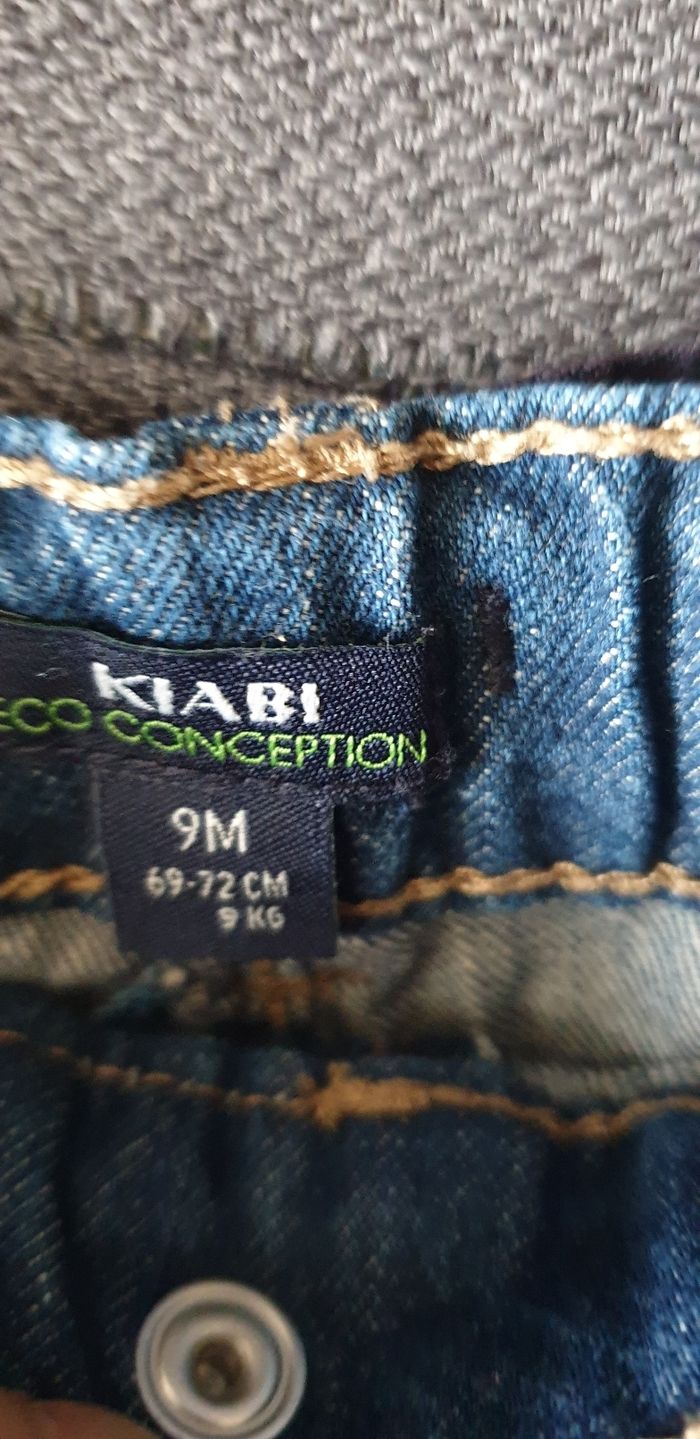 KIABI
ECO CONCEPTION
9M
69-72 CM
9 KG